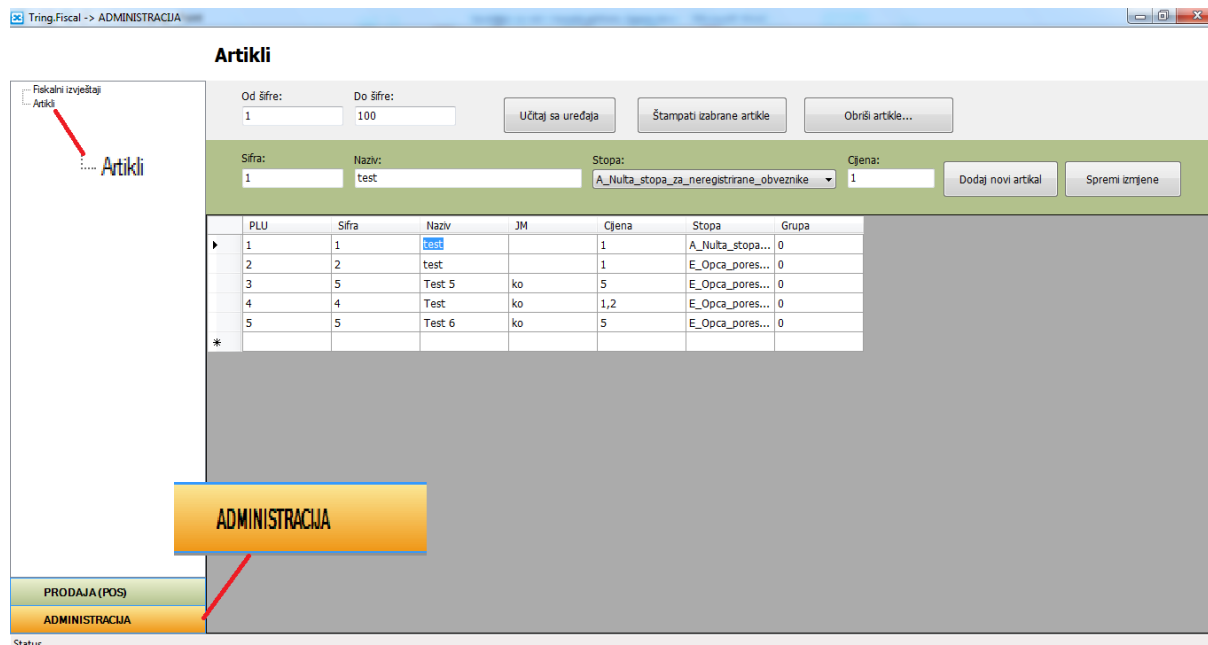 Tring.Fiscal -> ADMINISTRACIJA
Artikli
Fiskalni izvještaji
Artikli
Artikli
Od šifre:
Do šifre:
1
100
Učitaj sa uređaja
Štampati izabrane artikle
Obriši artikle...
Sifra:
Naziv:
Stopa:
Cijena:
1
test
A_Nulta_stopa_za_neregistrirane_obveznike
1
Dodaj novi artikal
Spremi izmjene
PLU Sifra Naziv JM Cijena Stopa Grupa
1 1 test 1 A_Nulta_stopa... 0
2 2 test 1 E_Opca_pores... 0
3 5 Test 5 ko 5 E_Opca_pores... 0
4 4 Test ko 1,2 E_Opca_pores... 0
5 5 Test 6 ko 5 E_Opca_pores... 0
ADMINISTRACIJA
PRODAJA (POS)
ADMINISTRACIJA
Status